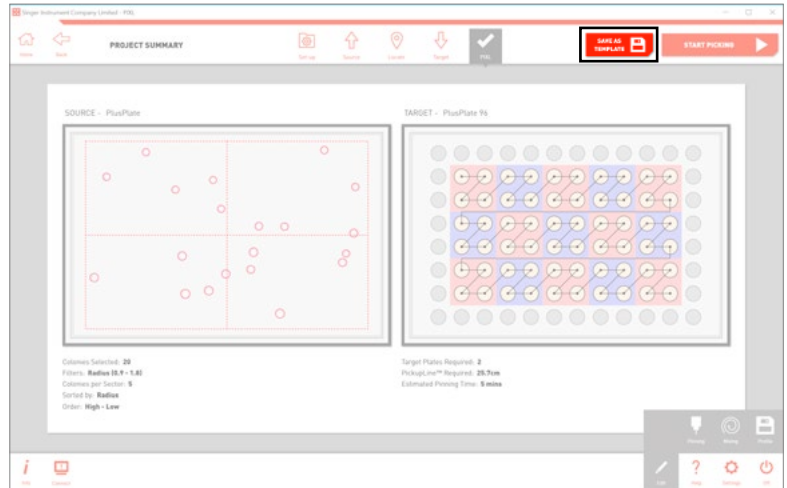 Singer Instrument Company Limited - PIXL
Home
Back
PROJECT SUMMARY
Set up
Source
Locate
Target
PIXL
SAVE AS
TEMPLATE
START PICKING
SOURCE - PlusPlate
TARGET - PlusPlate 96
Colonies Selected: 20
Filters: Radius (0.9 - 1.8)
Colonies per Sector: 5
Sorted by: Radius
Order: High - Low
Target Plates Required: 2
PickupLine™ Required: 25.7cm
Estimated Pinning Time: 5 mins
Pinning
Mixing
Profile
Info
Edit
Help
Settings
Off